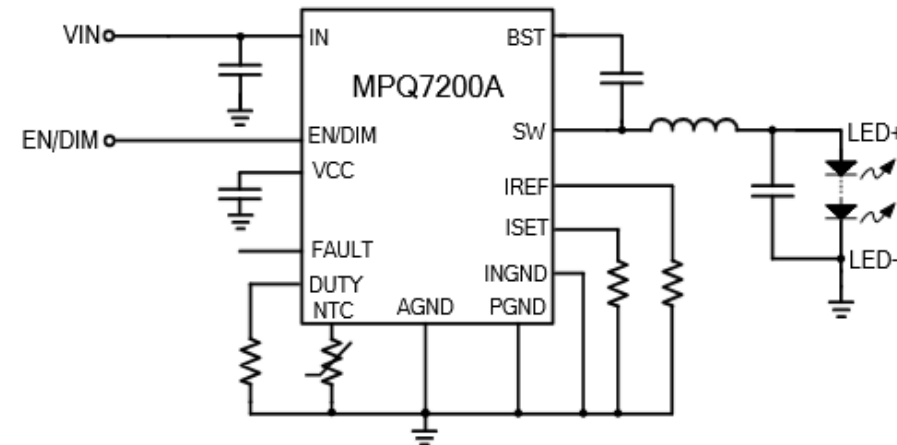 VIN
IN
BST
MPQ7200A
EN/DIM
EN/DIM
SW
LED+
VCC
IREF
ISET
FAULT
INGND
LED-
DUTY
NTC
AGND
PGND